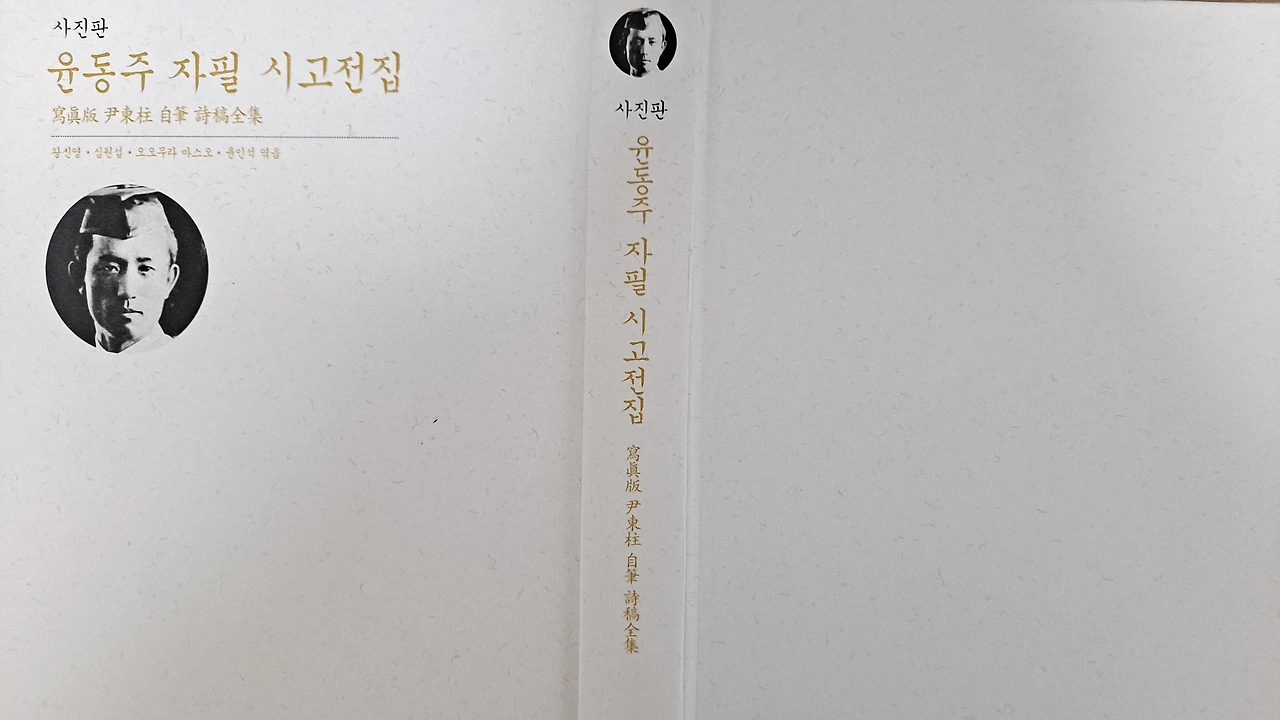 사진판
윤동주 자필 시고전집
寫眞版 尹東柱 自筆 詩稿全集
왕신영・심원섭・오오무라 마스오・윤인석 엮음
사진판
윤동주 자필 시고전집
寫眞版 尹東柱 自筆 詩稿全集